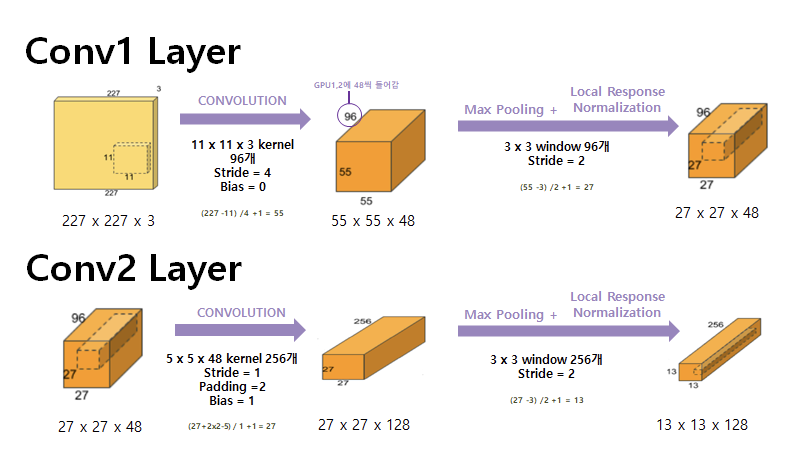 Conv1 Layer
227
3
11
11
227
227 x 227 x 3
CONVOLUTION
11 x 11 x 3 kernel
96개
Stride = 4
Bias = 0
(227 -11) /4 +1 = 55
GPU1,2에 48씩 들어감
96
55
55
55 x 55 x 48
Max Pooling +
Local Response
Normalization
3 x 3 window 96개
Stride = 2
(55 -3) /2 +1 = 27
96
27
27
27 x 27 x 48
Conv2 Layer
96
27
27
27 x 27 x 48
CONVOLUTION
5 x 5 x 48 kernel 256개
Stride = 1
Padding =2
Bias = 1
(27+2x2-5) / 1 +1 = 27
256
27
27
27 x 27 x 128
Max Pooling +
Local Response
Normalization
3 x 3 window 256개
Stride = 2
(27 -3) /2 +1 = 13
256
13
13
13 x 13 x 128